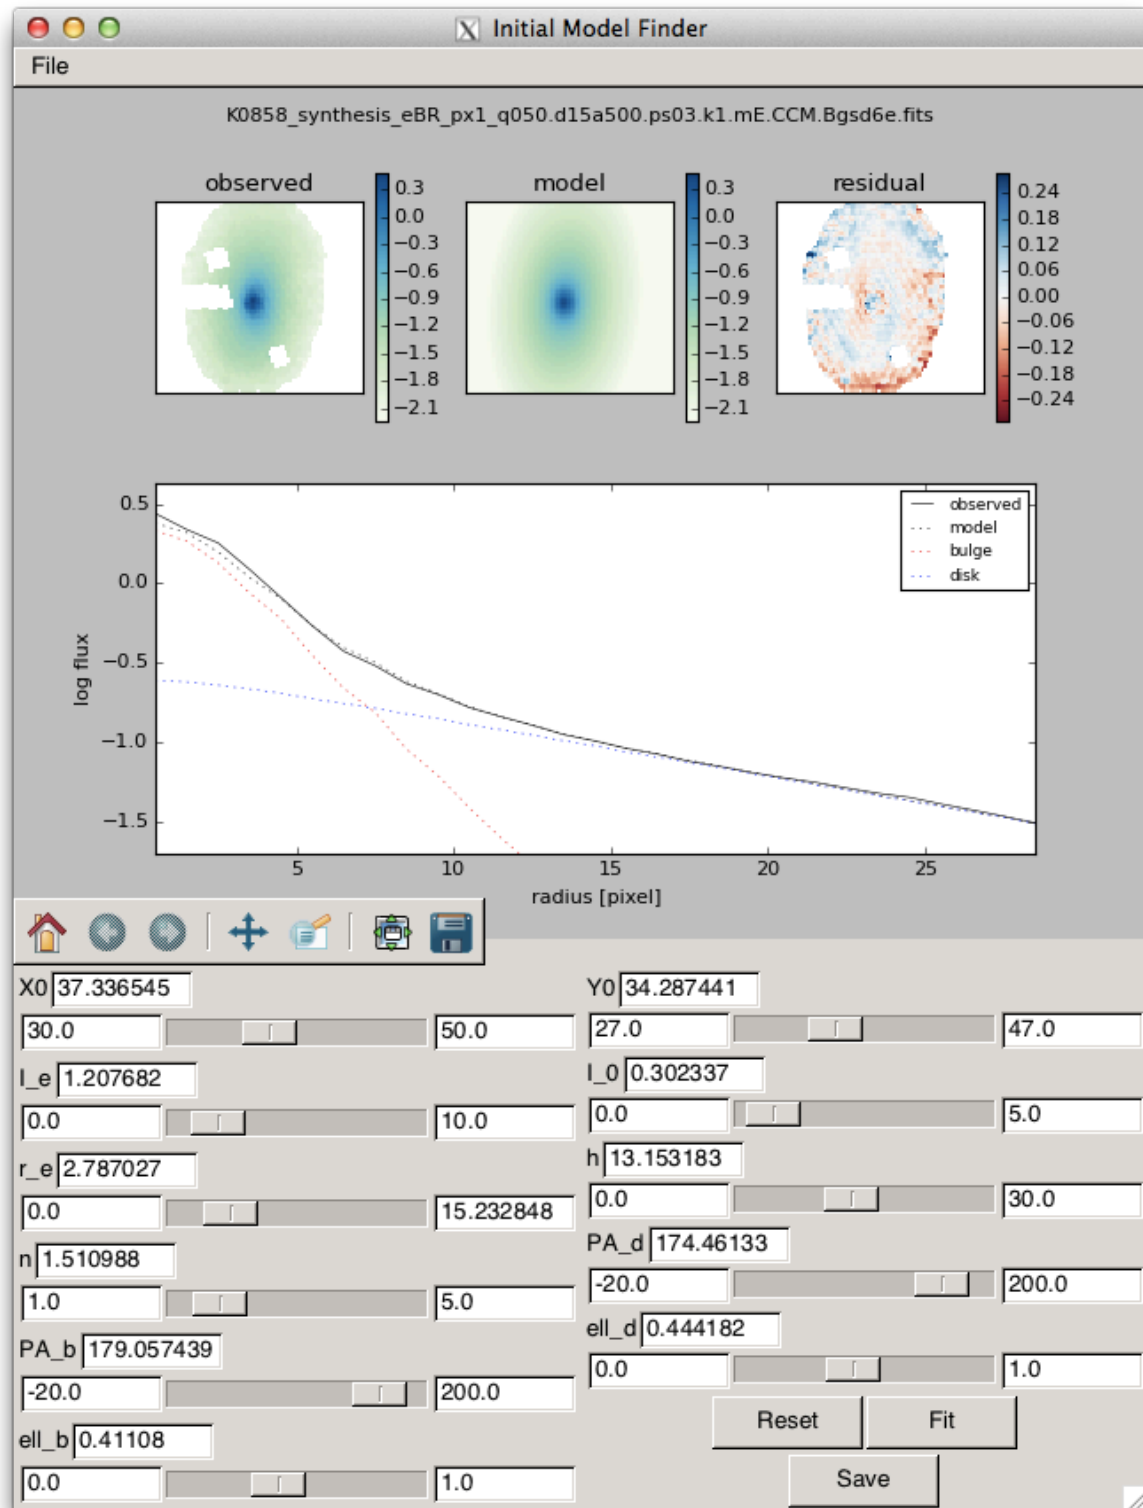 Initial Model Finder
File
K0858_synthesis_eBR_px1_q050.d15a500.ps03.k1.mE.CCM.Bgsd6e.fits
observed
0.3
0.0
−0.3
−0.6
−0.9
−1.2
−1.5
−1.8
−2.1
model
0.3
0.0
−0.3
−0.6
−0.9
−1.2
−1.5
−1.8
−2.1
residual
0.24
0.18
0.12
0.06
0.00
−0.06
−0.12
−0.18
−0.24
log flux
0.5
0.0
−0.5
−1.0
−1.5
observed
model
bulge
disk
5 10 15 20 25
radius [pixel]
X0 37.336545
30.0 50.0
I_e 1.207682
0.0 10.0
r_e 2.787027
0.0 15.232848
n 1.510988
1.0 5.0
PA_b 179.057439
-20.0 200.0
ell_b 0.41108
0.0 1.0
Y0 34.287441
27.0 47.0
I_0 0.302337
0.0 5.0
h 13.153183
0.0 30.0
PA_d 174.46133
-20.0 200.0
ell_d 0.444182
0.0 1.0
Reset Fit
Save